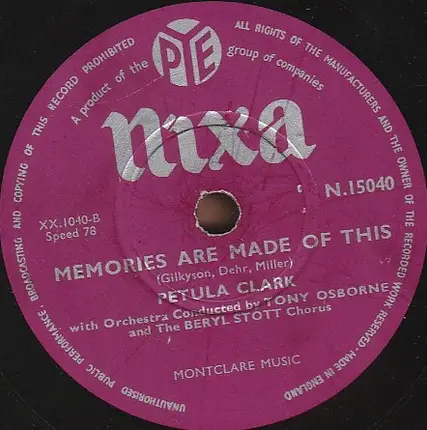 UNAUTHORISED PUBLIC PERFORMANCE, BROADCASTING AND COPYING OF THIS RECORD PROHIBITED
ALL RIGHTS OF THE MANUFACTURERS AND THE OWNER OF THE RECORDED WORK RESERVED·MADE IN ENGLAND
A product of the PYE group of companies
nixa
N.15040
XX.1040-B
Speed 78
MEMORIES ARE MADE OF THIS
(Gilkyson, Dehr, Miller)
PETULA CLARK
with Orchestra Conducted by TONY OSBORNE
and The BERYL STOTT Chorus
MONTCLARE MUSIC